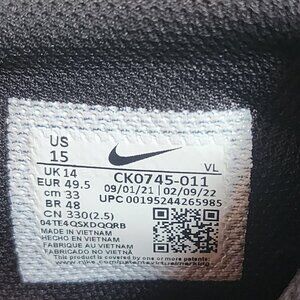 US
15
UK 14
EUR 49.5
cm 33
BR 48
CN 330(2.5)
VL
CK0745-011
09/01/21 | 02/09/22
UPC 00195244265985
04TE4QSXDQQRB
MADE IN VIETNAM
HECHO EN VIETNAM
FABRIQUE AU VIETNAM
FABRICADO NO VIETNAM